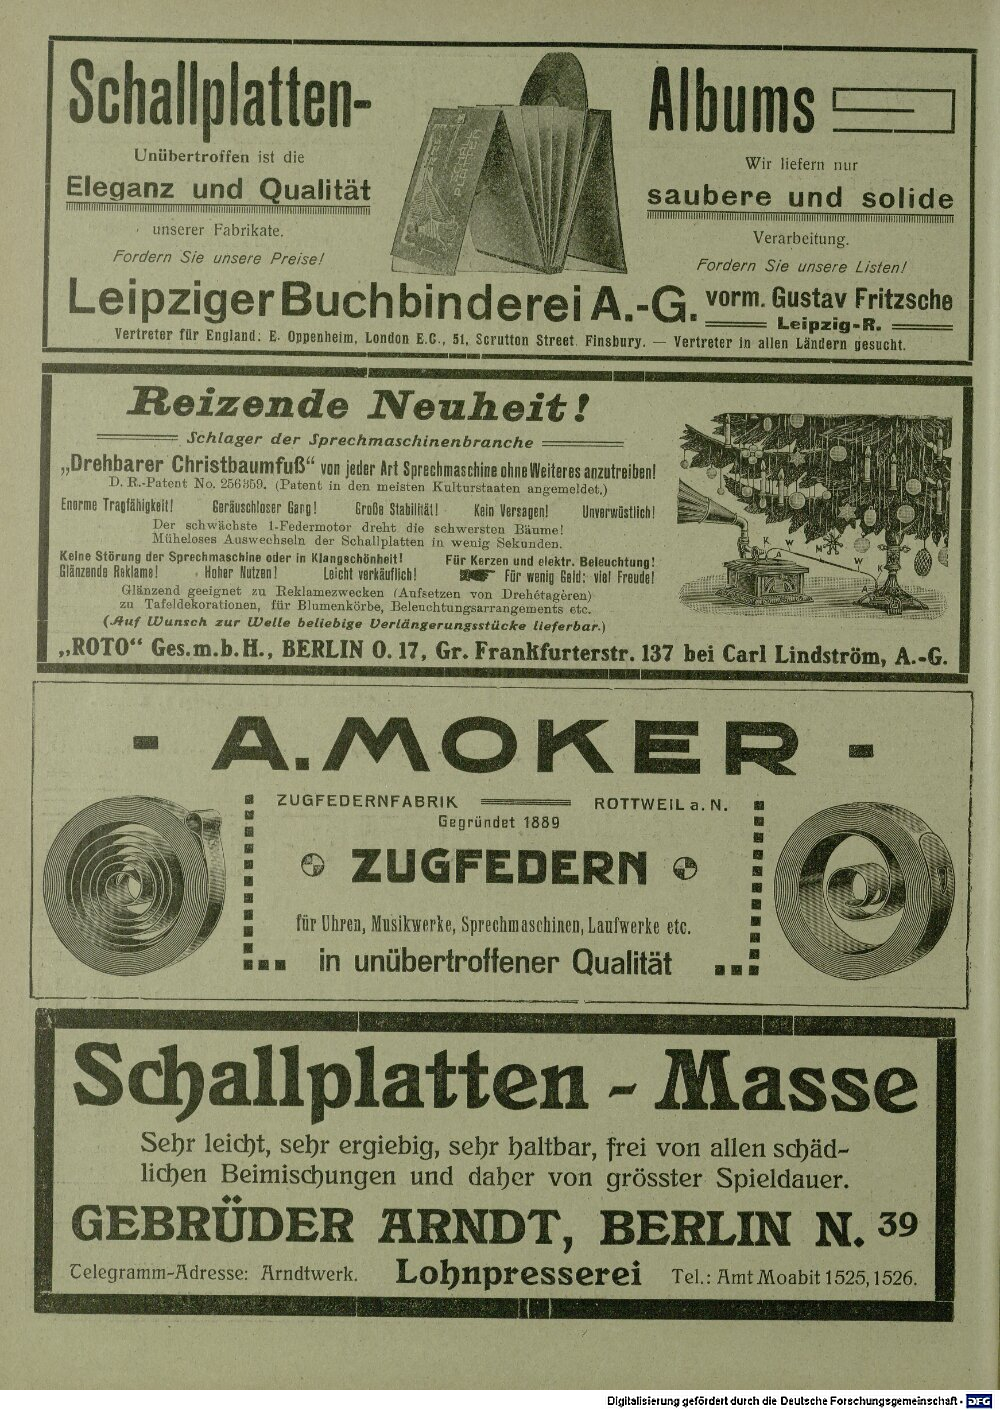 Schallplatten-
Unübertroffen ist die
Eleganz und Qualität
unserer Fabrikate.
Fordern Sie unsere Preise!
Albums
Wir liefern nur
saubere und solide
Verarbeitung.
Fordern Sie unsere Listen!
Leipziger Buchbinderei A.-G. vorm. Gustav Fritzsche
Leipzig-R.
Vertreter für England: E. Oppenheim, London E.C., 51, Scrutton Street. Finsbury. — Vertreter in allen Ländern gesucht.
Reizende Neuheit!
Schlager der Sprechmaschinenbranche
„Drehbarer Christbaumfuß“ von jeder Art Sprechmaschine ohne Weiteres anzutreiben!
D. R.-Patent No. 256359. (Patent in den meisten Kulturstaaten angemeldet.)
Enorme Tragfähigkeit! Geräuschloser Gang! Große Stabilität! Kein Versagen! Unverwüstlich!
Der schwächste 1-Federmotor dreht die schwersten Bäume!
Müheloses Auswechseln der Schallplatten in wenig Sekunden.
Keine Störung der Sprechmaschine oder in Klangschönheit! Für Kerzen und elektr. Beleuchtung!
Glänzende Reklame! Hoher Nutzen! Leicht verkäuflich! Für wenig Geld: viel Freude!
Glänzend geeignet zu Reklamezwecken (Aufsetzen von Drehétagèren)
zu Tafeldekorationen, für Blumenkörbe, Beleuchtungsarrangements etc.
(Auf Wunsch zur Welle beliebige Verlängerungsstücke lieferbar.)
K W M W K
A A
„ROTO“ Ges.m.b.H., BERLIN O. 17, Gr. Frankfurterstr. 137 bei Carl Lindström, A.-G.
- A. MOKER -
ZUGFEDERNFABRIK ROTTWEIL a. N.
Gegründet 1889
ZUGFEDERN
für Uhren, Musikwerke, Sprechmaschinen, Laufwerke etc.
in unübertroffener Qualität
Schallplatten - Masse
Sehr leicht, sehr ergiebig, sehr haltbar, frei von allen schäd-
lichen Beimischungen und daher von grösster Spieldauer.
GEBRÜDER ARNDT, BERLIN N. 39
Telegramm-Adresse: Arndtwerk. Lohnpresserei Tel.: Amt Moabit 1525, 1526.
Digitalisierung gefördert durch die Deutsche Forschungsgemeinschaft - DFG